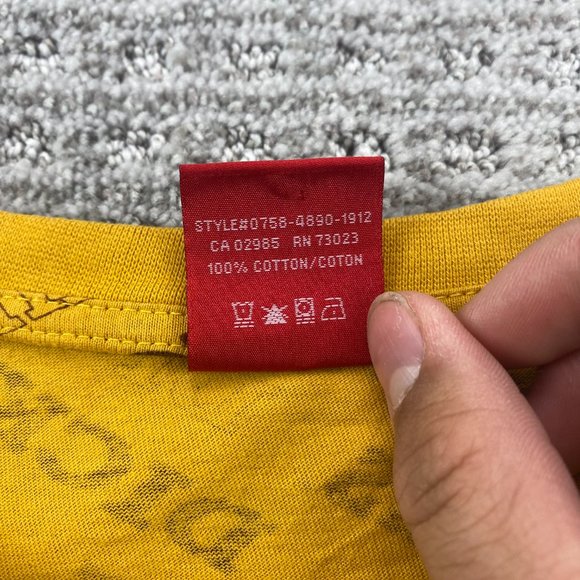 STYLE#0758-4890-1912
CA 02985 RN 73023
100% COTTON/COTON